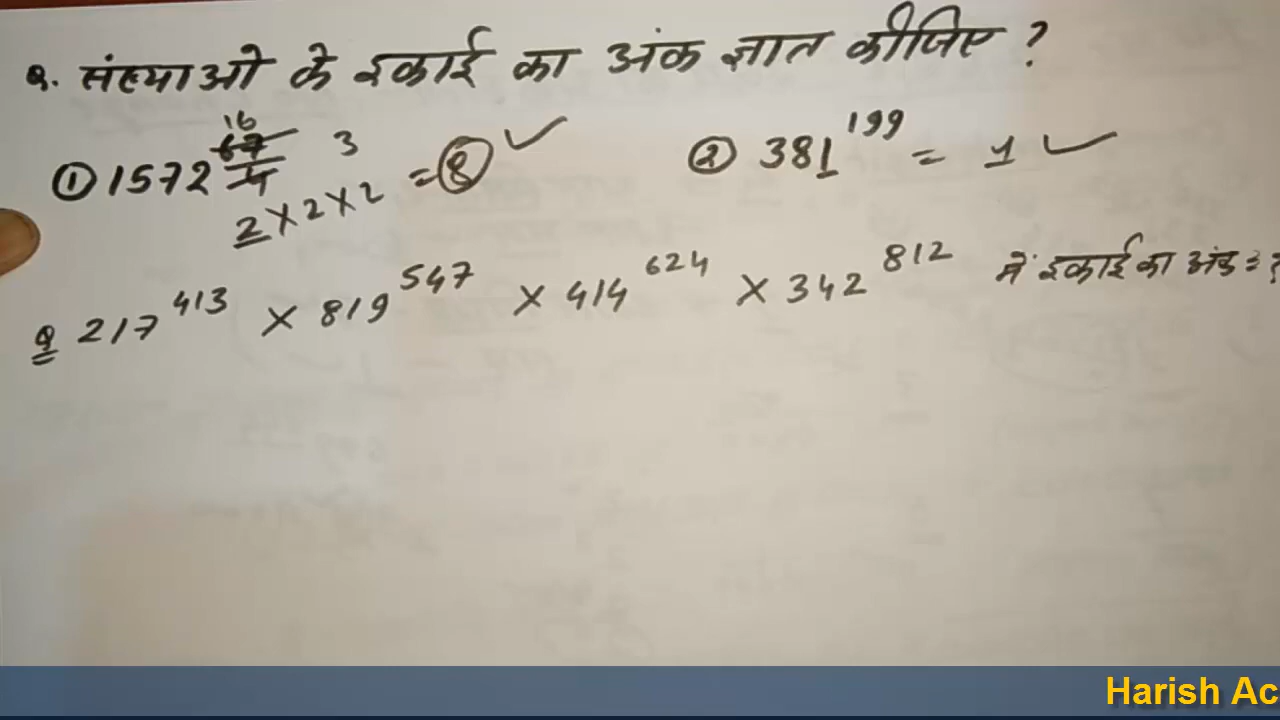 Q. संख्याओ के इकाई का अंक ज्ञात कीजिए ?
16
① 1572 67/4 3 = 8 ✓ ② 381^199 = 1 ✓
2×2×2
Q 217^413 × 819^547 × 414^624 × 342^812 में इकाई का अंक = ?
Harish Ac